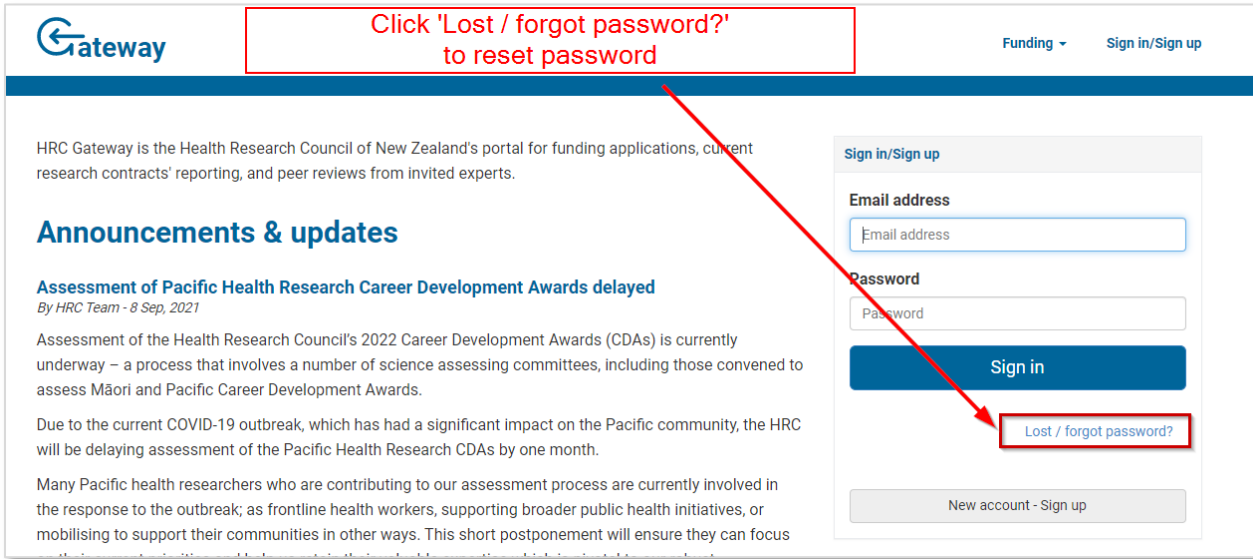 Gateway
Click 'Lost / forgot password?'
to reset password
Funding
Sign in/Sign up
HRC Gateway is the Health Research Council of New Zealand's portal for funding applications, current
research contracts' reporting, and peer reviews from invited experts.
Announcements & updates
Assessment of Pacific Health Research Career Development Awards delayed
By HRC Team - 8 Sep, 2021
Assessment of the Health Research Council's 2022 Career Development Awards (CDAs) is currently
underway – a process that involves a number of science assessing committees, including those convened to
assess Māori and Pacific Career Development Awards.
Due to the current COVID-19 outbreak, which has had a significant impact on the Pacific community, the HRC
will be delaying assessment of the Pacific Health Research CDAs by one month.
Many Pacific health researchers who are contributing to our assessment process are currently involved in
the response to the outbreak; as frontline health workers, supporting broader public health initiatives, or
mobilising to support their communities in other ways. This short postponement will ensure they can focus
Sign in/Sign up
Email address
Email address
Password
Password
Sign in
Lost / forgot password?
New account - Sign up